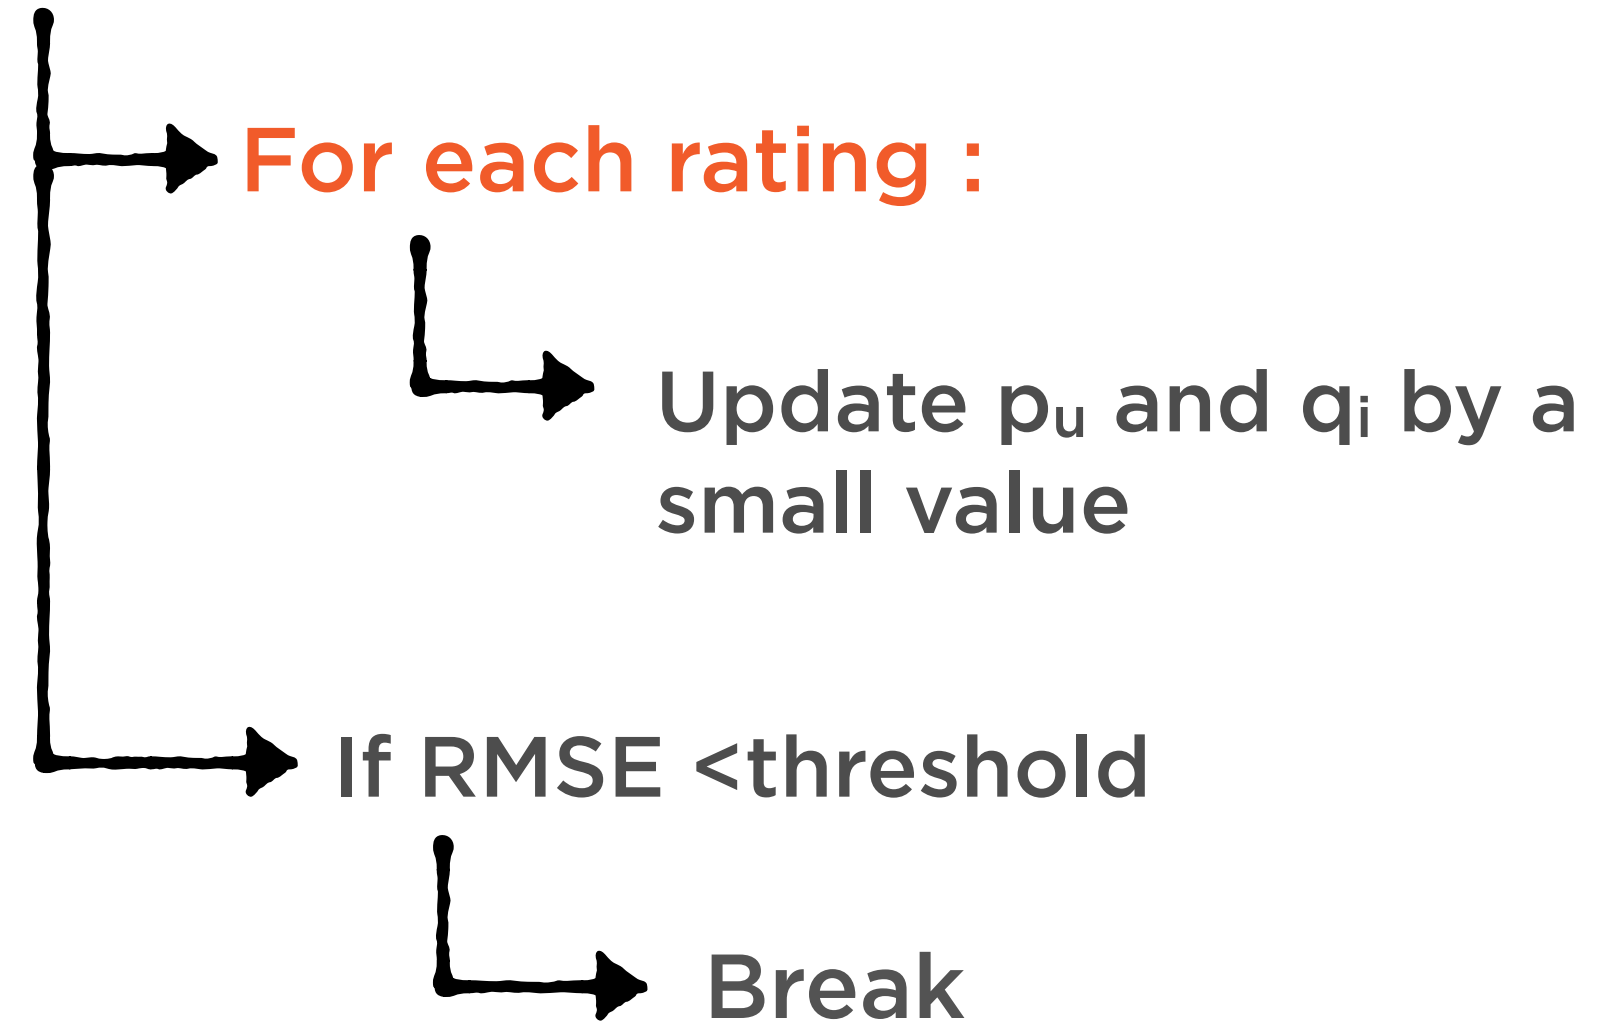 For each rating :
Update pᵤ and qᵢ by a
small value
If RMSE <threshold
Break